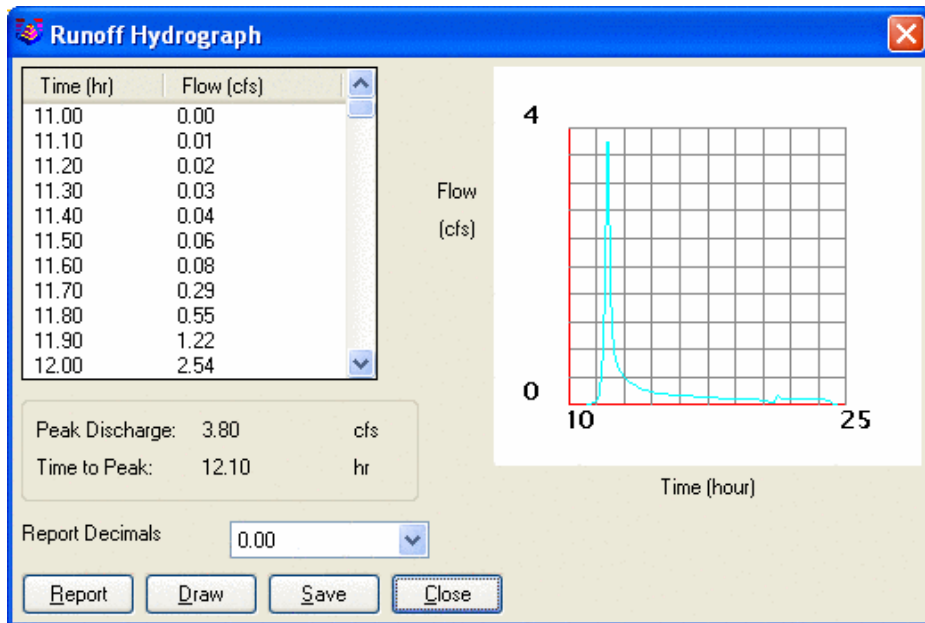 Runoff Hydrograph
Time (hr) Flow (cfs)
11.00 0.00
11.10 0.01
11.20 0.02
11.30 0.03
11.40 0.04
11.50 0.06
11.60 0.08
11.70 0.29
11.80 0.55
11.90 1.22
12.00 2.54
Peak Discharge: 3.80 cfs
Time to Peak: 12.10 hr
Report Decimals 0.00
Report Draw Save Close
4
Flow
(cfs)
0
10 25
Time (hour)